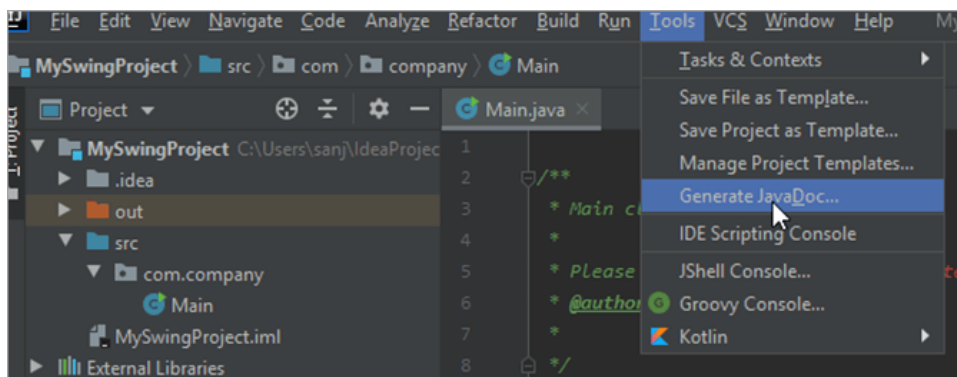 File Edit View Navigate Code Analyze Refactor Build Run Tools VCS Window Help My
MySwingProject src com company Main
Tasks & Contexts
Project
Main.java
Save File as Template...
Save Project as Template...
Manage Project Templates...
Generate JavaDoc...
IDE Scripting Console
JShell Console...
Groovy Console...
Kotlin
1: Project
MySwingProject C:\Users\sanj\IdeaProjec
.idea
out
src
com.company
Main
MySwingProject.iml
External Libraries
1
2 /**
3 * Main cl
4 *
5 * Please
6 * @author
7 *
8 */